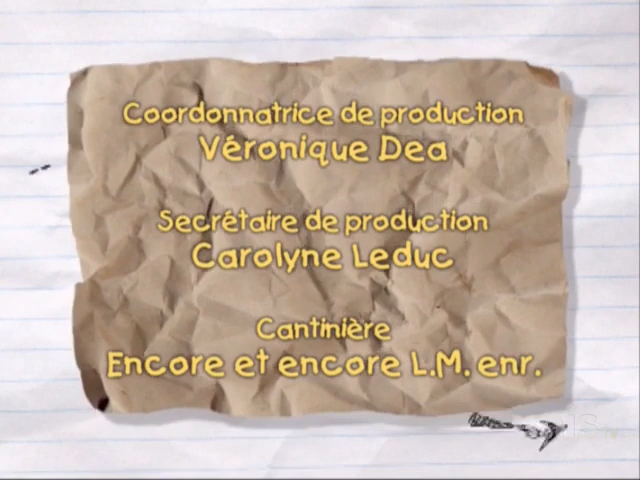 Coordonnatrice de production
Véronique Dea
Secrétaire de production
Carolyne Leduc
Cantinière
Encore et encore L.M. enr.